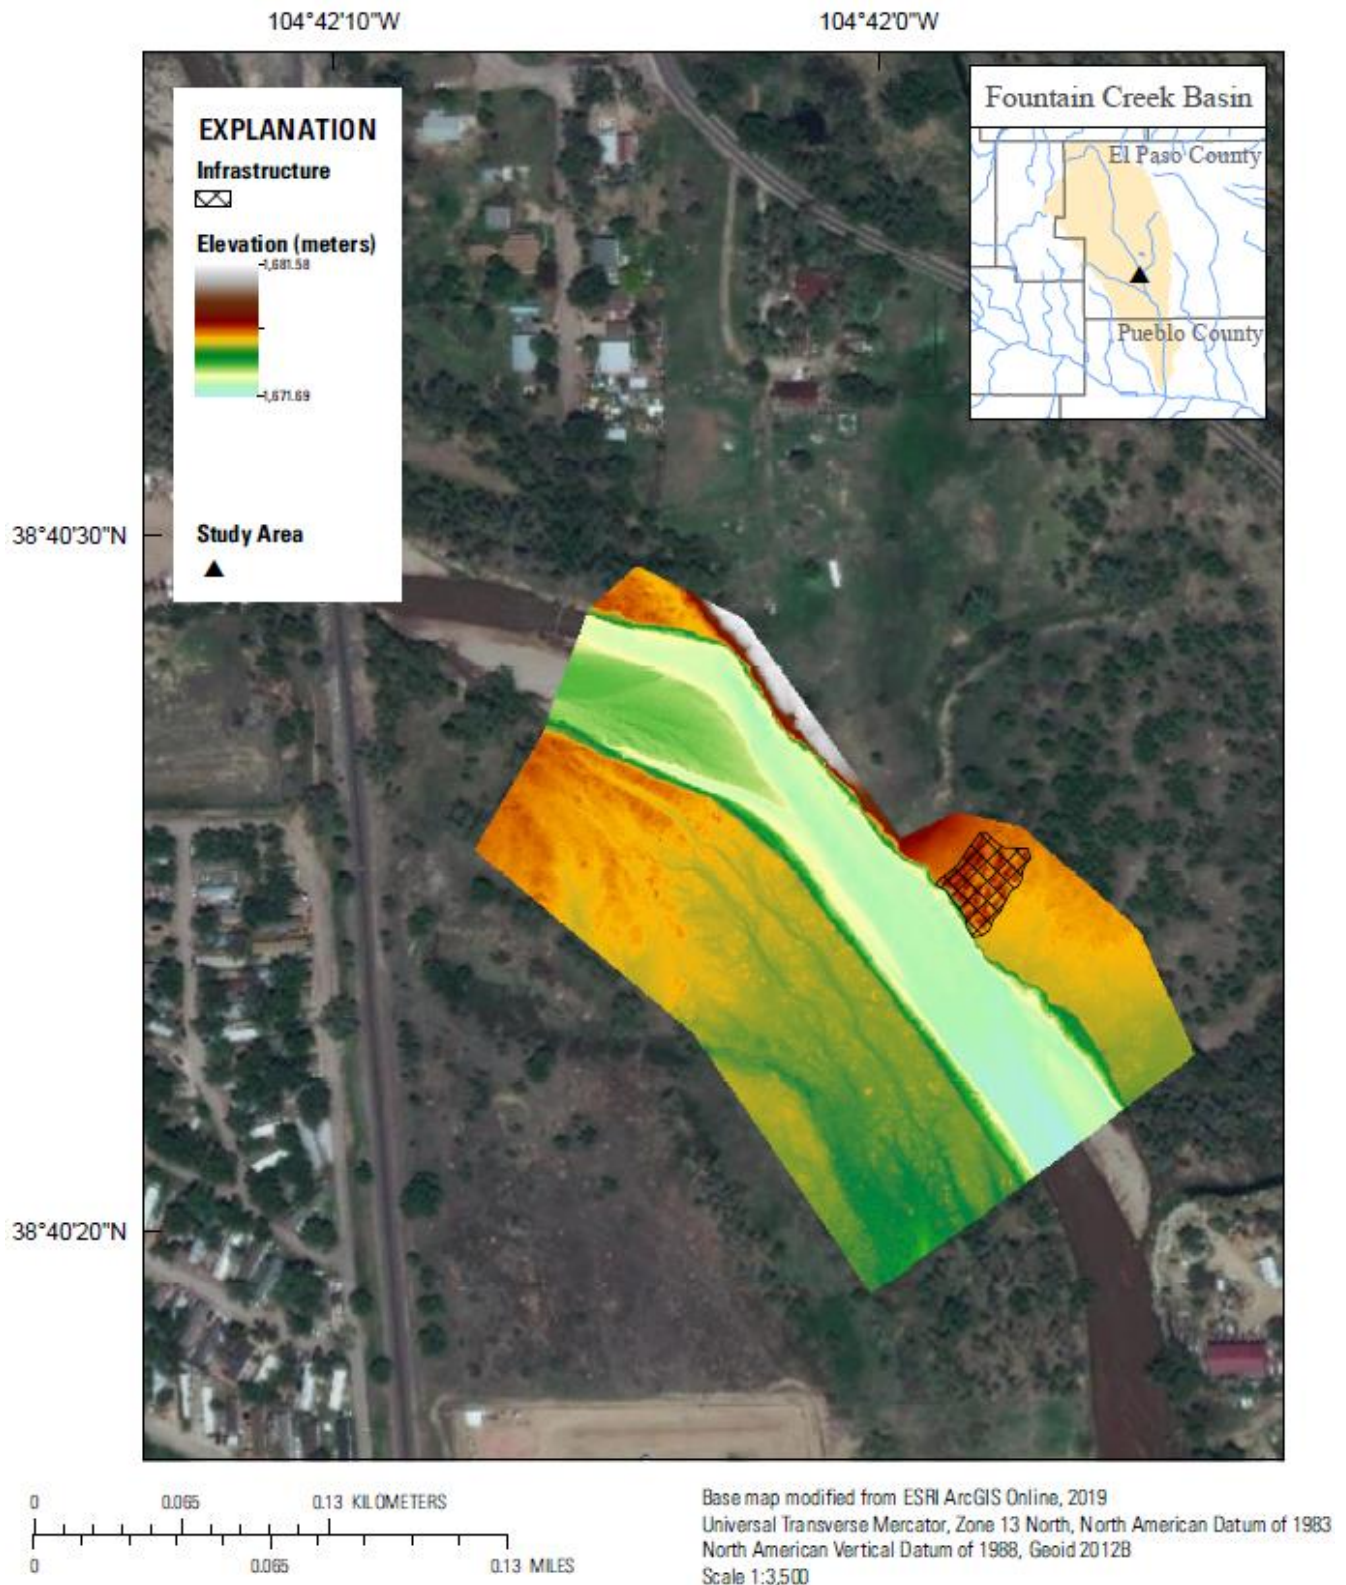 104°42'10"W
104°42'0"W
EXPLANATION
Infrastructure
Elevation (meters)
1,681.58
1,671.69
Study Area
Fountain Creek Basin
El Paso County
Pueblo County
38°40'30"N
38°40'20"N
0 0.065 0.13 KILOMETERS
0 0.065 0.13 MILES
Base map modified from ESRI ArcGIS Online, 2019
Universal Transverse Mercator, Zone 13 North, North American Datum of 1983
North American Vertical Datum of 1988, Geoid 2012B
Scale 1:3,500